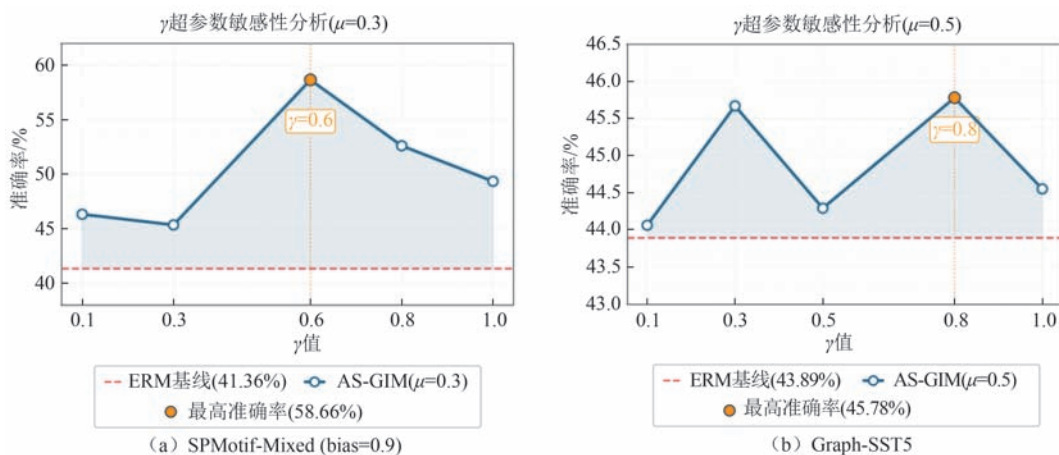 γ超参数敏感性分析(μ=0.3)
60
55
50
45
40
准确率/%
γ=0.6
0.1 0.3 0.6 0.8 1.0
γ值
ERM基线(41.36%) AS-GIM(μ=0.3)
最高准确率(58.66%)
（a）SPMotif-Mixed (bias=0.9)
γ超参数敏感性分析(μ=0.5)
46.5
46.0
45.5
45.0
44.5
44.0
43.5
43.0
准确率/%
γ=0.8
0.1 0.3 0.5 0.8 1.0
γ值
ERM基线(43.89%) AS-GIM(μ=0.5)
最高准确率(45.78%)
（b）Graph-SST5